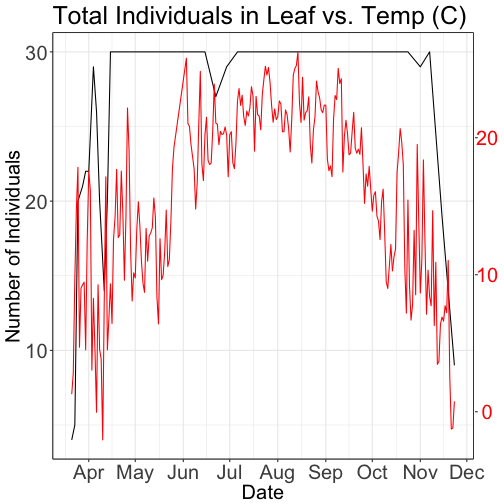 Total Individuals in Leaf vs. Temp (C)
30
20
10
Number of Individuals
20
10
0
Apr May Jun Jul Aug Sep Oct Nov Dec
Date